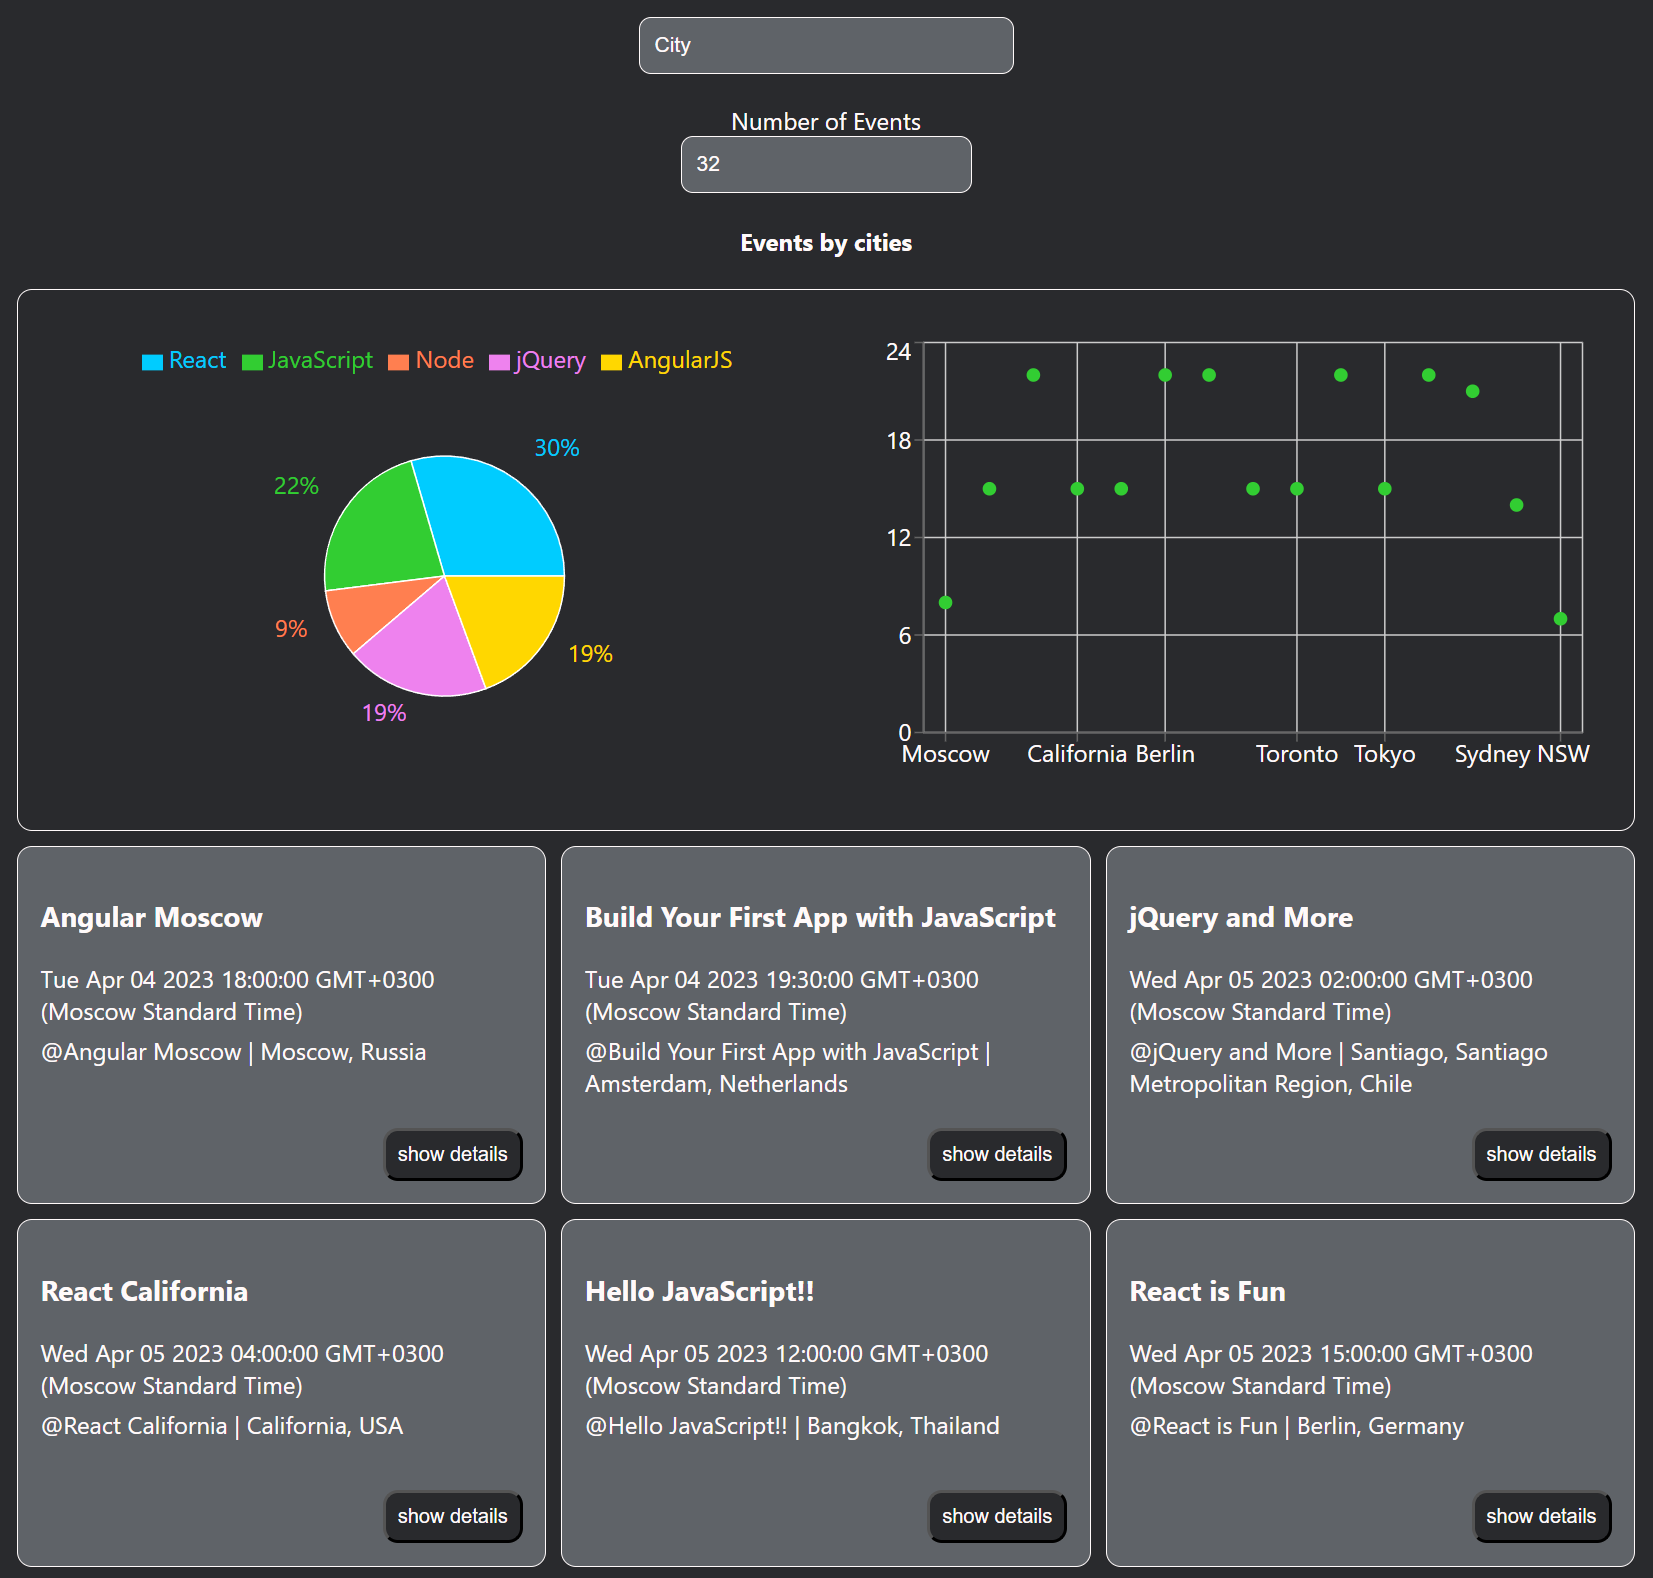 City
Number of Events
32
Events by cities
React JavaScript Node jQuery AngularJS
30%
22%
9%
19%
19%
24
18
12
6
0
Moscow California Berlin Toronto Tokyo Sydney NSW
Angular Moscow
Tue Apr 04 2023 18:00:00 GMT+0300
(Moscow Standard Time)
@Angular Moscow | Moscow, Russia
show details
Build Your First App with JavaScript
Tue Apr 04 2023 19:30:00 GMT+0300
(Moscow Standard Time)
@Build Your First App with JavaScript |
Amsterdam, Netherlands
show details
jQuery and More
Wed Apr 05 2023 02:00:00 GMT+0300
(Moscow Standard Time)
@jQuery and More | Santiago, Santiago
Metropolitan Region, Chile
show details
React California
Wed Apr 05 2023 04:00:00 GMT+0300
(Moscow Standard Time)
@React California | California, USA
show details
Hello JavaScript!!
Wed Apr 05 2023 12:00:00 GMT+0300
(Moscow Standard Time)
@Hello JavaScript!! | Bangkok, Thailand
show details
React is Fun
Wed Apr 05 2023 15:00:00 GMT+0300
(Moscow Standard Time)
@React is Fun | Berlin, Germany
show details